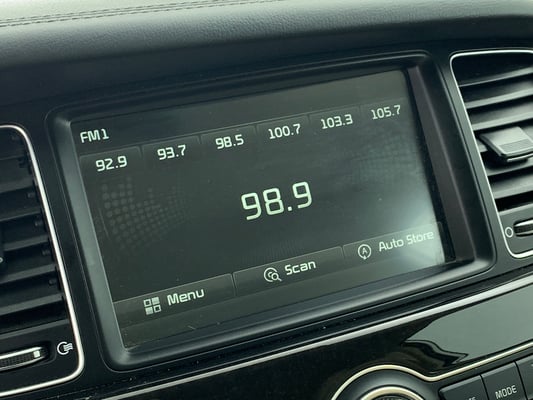 FM1
92.9 93.7 98.5 100.7 103.3 105.7
98.9
Menu Scan Auto Store
MODE